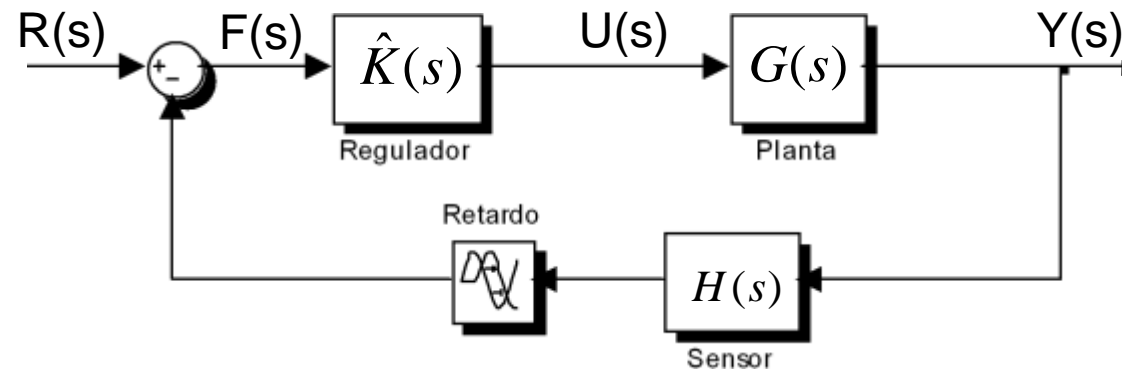 R(s) F(s) U(s) Y(s)
+
−
K̂(s)
G(s)
Regulador
Planta
Retardo
H(s)
Sensor